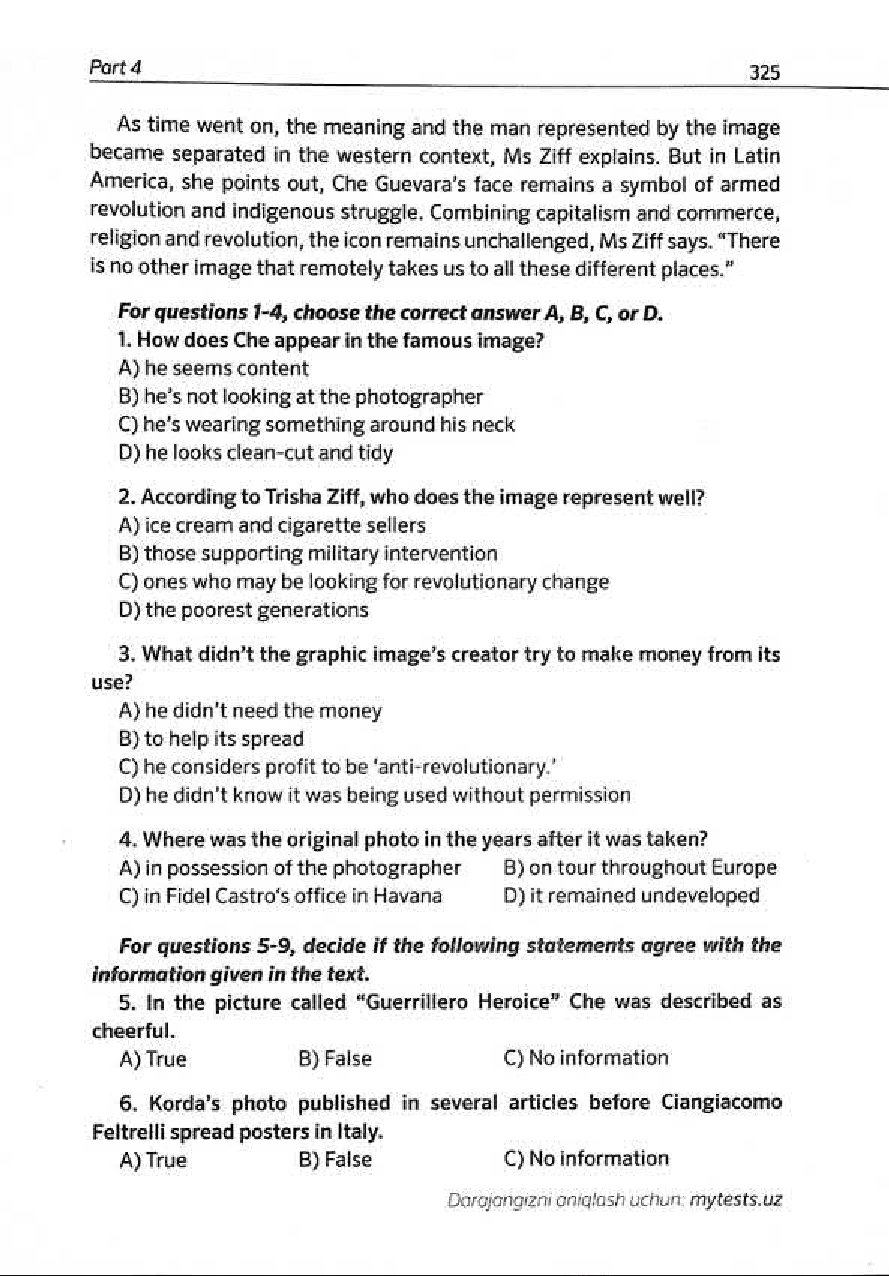 Part 4
325
As time went on, the meaning and the man represented by the image
became separated in the western context, Ms Ziff explains. But in Latin
America, she points out, Che Guevara's face remains a symbol of armed
revolution and indigenous struggle. Combining capitalism and commerce,
religion and revolution, the icon remains unchallenged, Ms Ziff says. "There
is no other image that remotely takes us to all these different places."
For questions 1-4, choose the correct answer A, B, C, or D.
1. How does Che appear in the famous image?
A) he seems content
B) he's not looking at the photographer
C) he's wearing something around his neck
D) he looks clean-cut and tidy
2. According to Trisha Ziff, who does the image represent well?
A) ice cream and cigarette sellers
B) those supporting military intervention
C) ones who may be looking for revolutionary change
D) the poorest generations
3. What didn't the graphic image's creator try to make money from its
use?
A) he didn't need the money
B) to help its spread
C) he considers profit to be 'anti-revolutionary.'
D) he didn't know it was being used without permission
4. Where was the original photo in the years after it was taken?
A) in possession of the photographer B) on tour throughout Europe
C) in Fidel Castro's office in Havana D) it remained undeveloped
For questions 5-9, decide if the following statements agree with the
information given in the text.
5. In the picture called "Guerrillero Heroice" Che was described as
cheerful.
A) True B) False C) No information
6. Korda's photo published in several articles before Ciangiacomo
Feltrelli spread posters in Italy.
A) True B) False C) No information
Darajangizni aniqlash uchun: mytests.uz